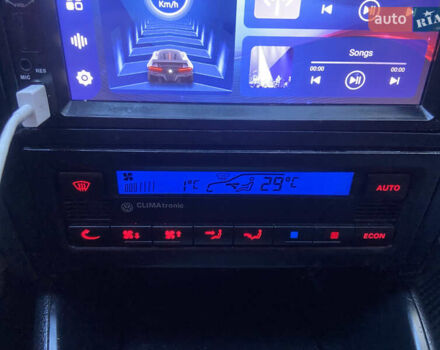 Km/h
auto RIA
Songs
00:00 00:00
MIC RES
1°C 29°C
AUTO
CLIMAtronic
ECON